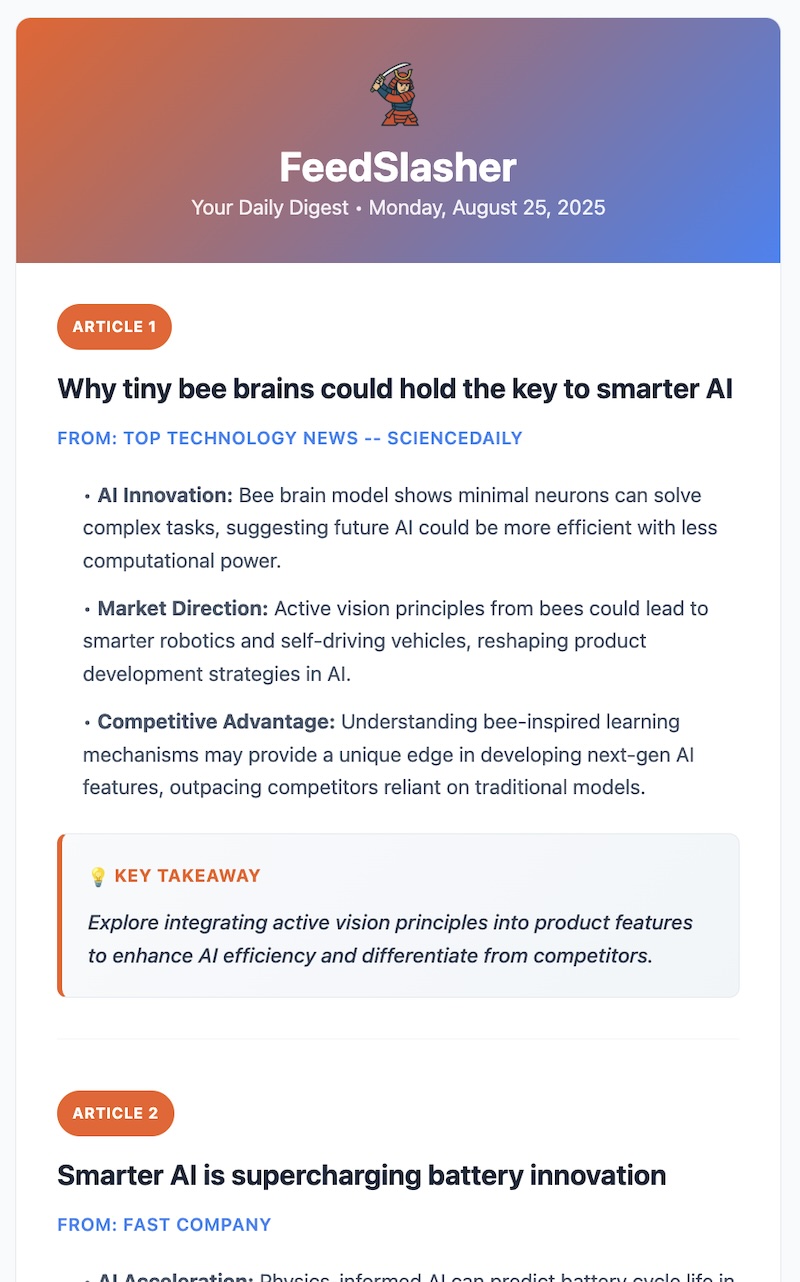 FeedSlasher
Your Daily Digest • Monday, August 25, 2025
ARTICLE 1
Why tiny bee brains could hold the key to smarter AI
FROM: TOP TECHNOLOGY NEWS -- SCIENCEDAILY
• AI Innovation: Bee brain model shows minimal neurons can solve
complex tasks, suggesting future AI could be more efficient with less
computational power.
• Market Direction: Active vision principles from bees could lead to
smarter robotics and self-driving vehicles, reshaping product
development strategies in AI.
• Competitive Advantage: Understanding bee-inspired learning
mechanisms may provide a unique edge in developing next-gen AI
features, outpacing competitors reliant on traditional models.
💡 KEY TAKEAWAY
Explore integrating active vision principles into product features
to enhance AI efficiency and differentiate from competitors.
ARTICLE 2
Smarter AI is supercharging battery innovation
FROM: FAST COMPANY
• AI Acceleration: Physics-informed AI can predict battery cycle life in